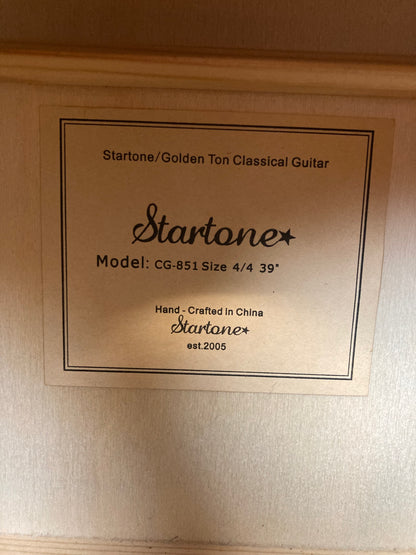 Startone/Golden Ton Classical Guitar
Startone
Model: CG-851 Size 4/4 39"
Hand - Crafted in China
Startone
est.2005